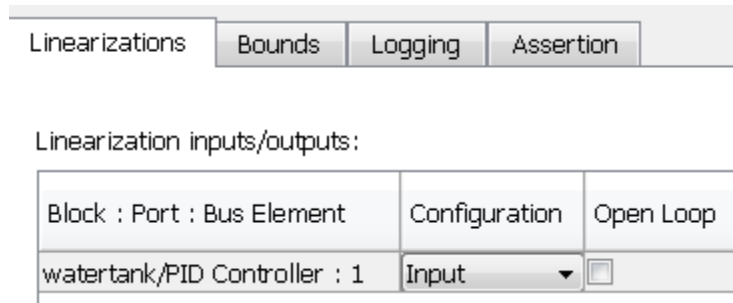 Linearizations Bounds Logging Assertion
Linearization inputs/outputs:
Block : Port : Bus Element Configuration Open Loop
watertank/PID Controller : 1 Input